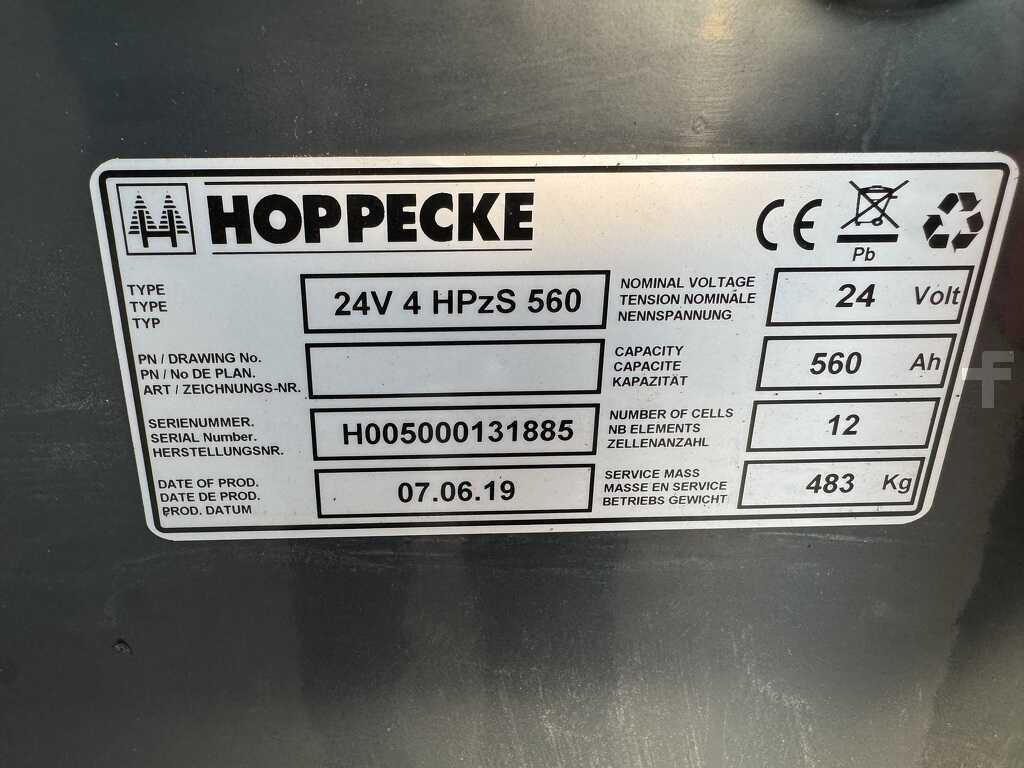 HOPPECKE
CE
Pb
TYPE
TYPE
TYP
24V 4 HPzS 560
NOMINAL VOLTAGE
TENSION NOMINALE
NENNSPANNUNG
24 Volt
PN / DRAWING No.
PN / No DE PLAN.
ART / ZEICHNUNGS-NR.
CAPACITY
CAPACITE
KAPAZITÄT
560 Ah
SERIENUMMER.
SERIAL Number.
HERSTELLUNGSNR.
H005000131885
NUMBER OF CELLS
NB ELEMENTS
ZELLENANZAHL
12
DATE OF PROD.
DATE DE PROD.
PROD. DATUM
07.06.19
SERVICE MASS
MASSE EN SERVICE
BETRIEBS GEWICHT
483 Kg